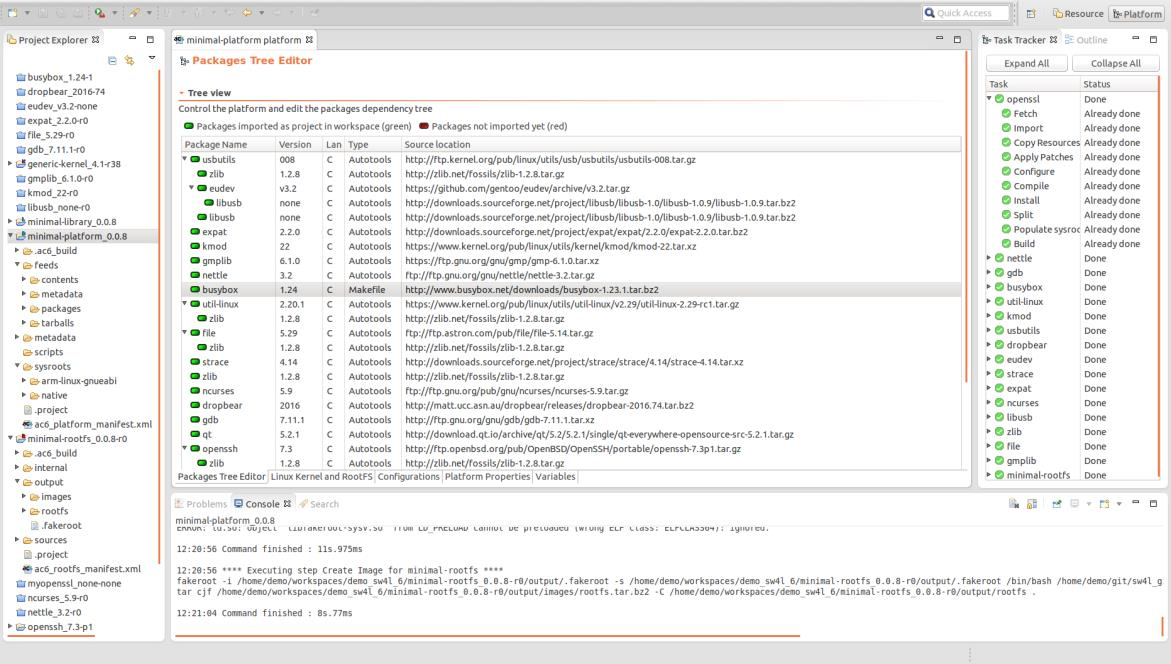 Quick Access
Resource
Platform
Project Explorer
busybox_1.24-1
dropbear_2016-74
eudev_v3.2-none
expat_2.2.0-r0
file_5.29-r0
gdb_7.11.1-r0
generic-kernel_4.1-r38
gmplib_6.1.0-r0
kmod_22-r0
libusb_none-r0
minimal-library_0.0.8
minimal-platform_0.0.8
.ac6_build
feeds
contents
metadata
packages
tarballs
metadata
scripts
sysroots
arm-linux-gnueabi
native
.project
ac6_platform_manifest.xml
minimal-rootfs_0.0.8-r0
.ac6_build
internal
output
images
rootfs
.fakeroot
sources
.project
ac6_rootfs_manifest.xml
myopenssl_none-none
ncurses_5.9-r0
nettle_3.2-r0
openssh_7.3-p1
minimal-platform platform
Packages Tree Editor
Tree view
Control the platform and edit the packages dependency tree
Packages imported as project in workspace (green) Packages not imported yet (red)
Package Name Version Lan Type Source location
usbutils 008 C Autotools http://ftp.kernel.org/pub/linux/utils/usb/usbutils/usbutils-008.tar.gz
zlib 1.2.8 C Autotools http://zlib.net/fossils/zlib-1.2.8.tar.gz
eudev v3.2 C Autotools https://github.com/gentoo/eudev/archive/v3.2.tar.gz
libusb none C Autotools http://downloads.sourceforge.net/project/libusb/libusb-1.0/libusb-1.0.9/libusb-1.0.9.tar.bz2
libusb none C Autotools http://downloads.sourceforge.net/project/libusb/libusb-1.0/libusb-1.0.9/libusb-1.0.9.tar.bz2
expat 2.2.0 C Autotools http://downloads.sourceforge.net/project/expat/expat/2.2.0/expat-2.2.0.tar.bz2
kmod 22 C Autotools https://www.kernel.org/pub/linux/utils/kernel/kmod/kmod-22.tar.xz
gmplib 6.1.0 C Autotools https://ftp.gnu.org/gnu/gmp/gmp-6.1.0.tar.xz
nettle 3.2 C Autotools ftp://ftp.gnu.org/gnu/nettle/nettle-3.2.tar.gz
busybox 1.24 C Makefile http://www.busybox.net/downloads/busybox-1.23.1.tar.bz2
util-linux 2.20.1 C Autotools https://www.kernel.org/pub/linux/utils/util-linux/v2.29/util-linux-2.29-rc1.tar.gz
zlib 1.2.8 C Autotools http://zlib.net/fossils/zlib-1.2.8.tar.gz
file 5.29 C Autotools ftp://ftp.astron.com/pub/file/file-5.14.tar.gz
zlib 1.2.8 C Autotools http://zlib.net/fossils/zlib-1.2.8.tar.gz
strace 4.14 C Autotools http://downloads.sourceforge.net/project/strace/strace/4.14/strace-4.14.tar.xz
zlib 1.2.8 C Autotools http://zlib.net/fossils/zlib-1.2.8.tar.gz
ncurses 5.9 C Autotools ftp://ftp.gnu.org/pub/gnu/ncurses/ncurses-5.9.tar.gz
dropbear 2016 C Autotools http://matt.ucc.asn.au/dropbear/releases/dropbear-2016.74.tar.bz2
gdb 7.11.1 C Autotools http://ftp.gnu.org/gnu/gdb/gdb-7.11.1.tar.xz
qt 5.2.1 C Autotools http://download.qt.io/archive/qt/5.2/5.2.1/single/qt-everywhere-opensource-src-5.2.1.tar.gz
openssh 7.3 C Autotools http://ftp.openbsd.org/pub/OpenBSD/OpenSSH/portable/openssh-7.3p1.tar.gz
zlib 1.2.8 C Autotools http://zlib.net/fossils/zlib-1.2.8.tar.gz
Packages Tree Editor Linux Kernel and RootFS Configurations Platform Properties Variables
Task Tracker Outline
Expand All Collapse All
Task Status
openssl Done
Fetch Already done
Import Already done
Copy Resources Already done
Apply Patches Already done
Configure Already done
Compile Already done
Install Already done
Split Already done
Populate sysroo Already done
Build Already done
nettle Done
gdb Done
busybox Done
util-linux Done
kmod Done
usbutils Done
dropbear Done
eudev Done
strace Done
expat Done
ncurses Done
libusb Done
zlib Done
file Done
gmplib Done
minimal-rootfs Done
Problems Console Search
minimal-platform_0.0.8
ERROR: ld.so: object 'libfakeroot-sysv.so' from LD_PRELOAD cannot be preloaded (wrong ELF class: ELFCLASS64): ignored.
12:20:56 Command finished : 11s.975ms
12:20:56 **** Executing step Create Image for minimal-rootfs ****
fakeroot -i /home/demo/workspaces/demo_sw4l_6/minimal-rootfs_0.0.8-r0/output/.fakeroot -s /home/demo/workspaces/demo_sw4l_6/minimal-rootfs_0.0.8-r0/output/.fakeroot /bin/bash /home/demo/git/sw4l_g
tar cjf /home/demo/workspaces/demo_sw4l_6/minimal-rootfs_0.0.8-r0/output/images/rootfs.tar.bz2 -C /home/demo/workspaces/demo_sw4l_6/minimal-rootfs_0.0.8-r0/output/rootfs .
12:21:04 Command finished : 8s.77ms